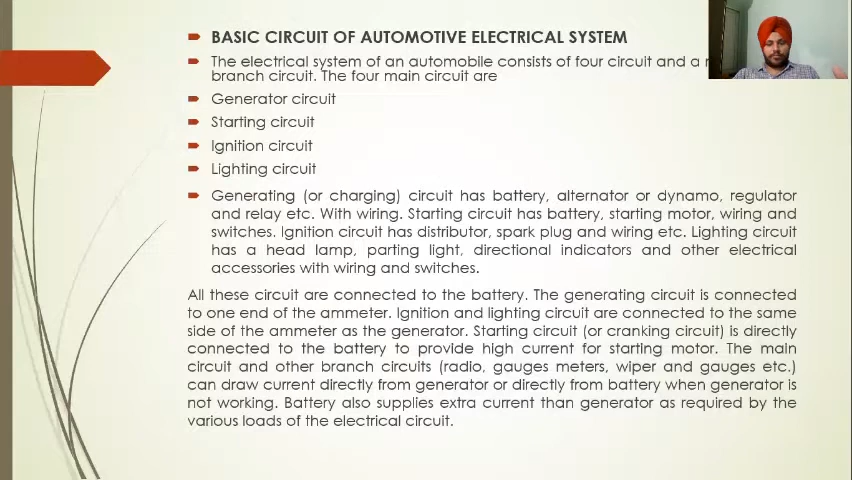 BASIC CIRCUIT OF AUTOMOTIVE ELECTRICAL SYSTEM
The electrical system of an automobile consists of four circuit and a
branch circuit. The four main circuit are
Generator circuit
Starting circuit
Ignition circuit
Lighting circuit
Generating (or charging) circuit has battery, alternator or dynamo, regulator
and relay etc. With wiring. Starting circuit has battery, starting motor, wiring and
switches. Ignition circuit has distributor, spark plug and wiring etc. Lighting circuit
has a head lamp, parting light, directional indicators and other electrical
accessories with wiring and switches.
All these circuit are connected to the battery. The generating circuit is connected
to one end of the ammeter. Ignition and lighting circuit are connected to the same
side of the ammeter as the generator. Starting circuit (or cranking circuit) is directly
connected to the battery to provide high current for starting motor. The main
circuit and other branch circuits (radio, gauges meters, wiper and gauges etc.)
can draw current directly from generator or directly from battery when generator is
not working. Battery also supplies extra current than generator as required by the
various loads of the electrical circuit.